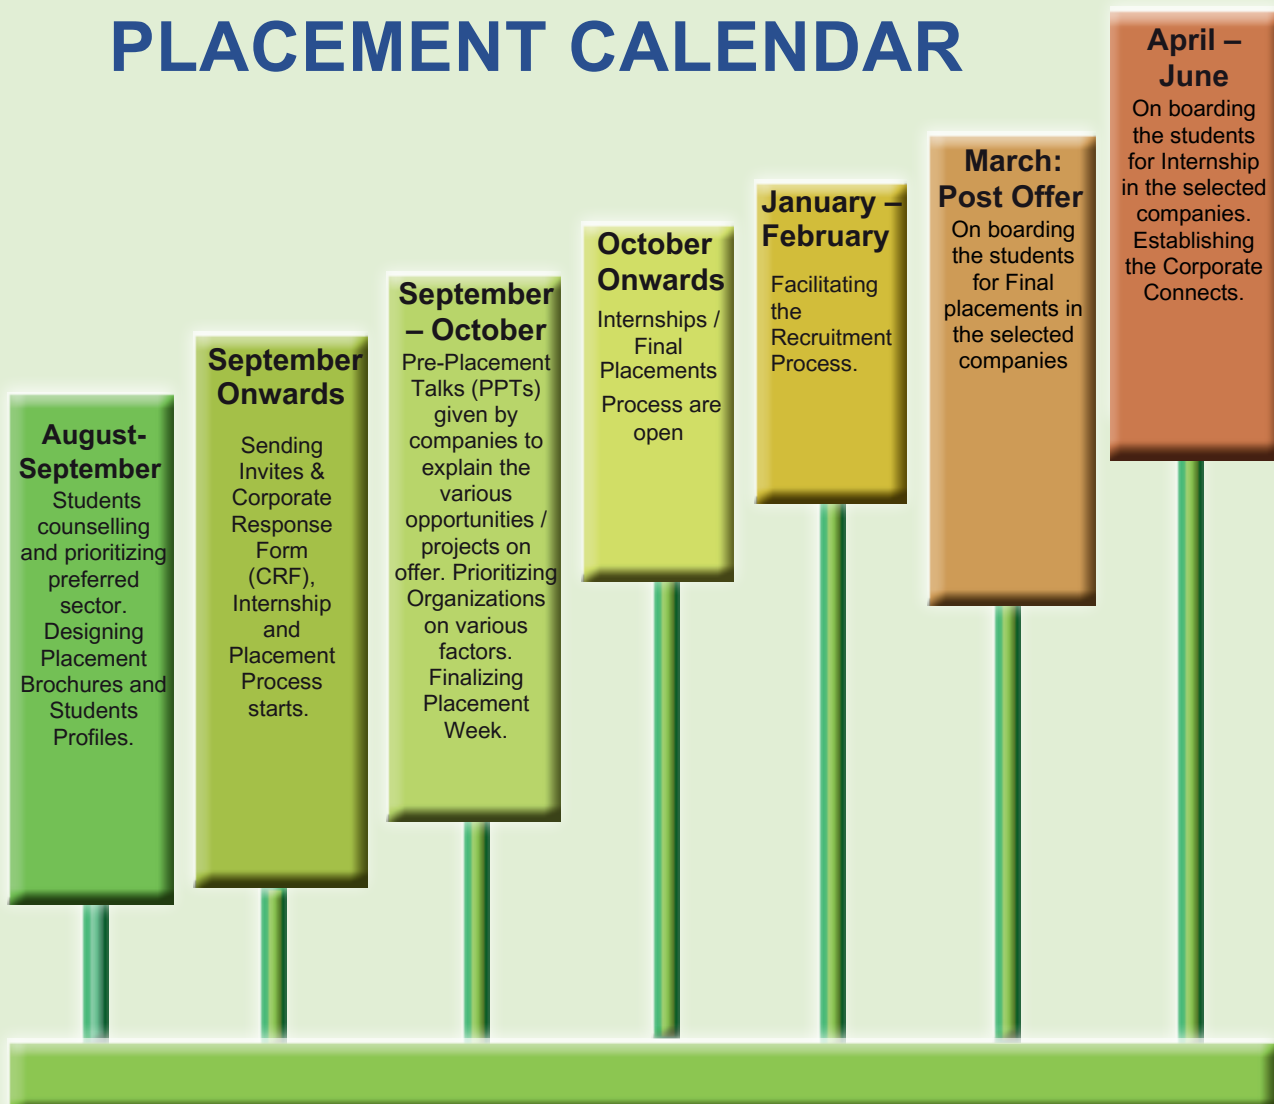 PLACEMENT CALENDAR
August-
September
Students
counselling
and prioritizing
preferred
sector.
Designing
Placement
Brochures and
Students
Profiles.
September
Onwards
Sending
Invites &
Corporate
Response
Form
(CRF),
Internship
and
Placement
Process
starts.
September
– October
Pre-Placement
Talks (PPTs)
given by
companies to
explain the
various
opportunities /
projects on
offer. Prioritizing
Organizations
on various
factors.
Finalizing
Placement
Week.
October
Onwards
Internships /
Final
Placements
Process are
open
January –
February
Facilitating
the
Recruitment
Process.
March:
Post Offer
On boarding
the students
for Final
placements in
the selected
companies
April –
June
On boarding
the students
for Internship
in the selected
companies.
Establishing
the Corporate
Connects.